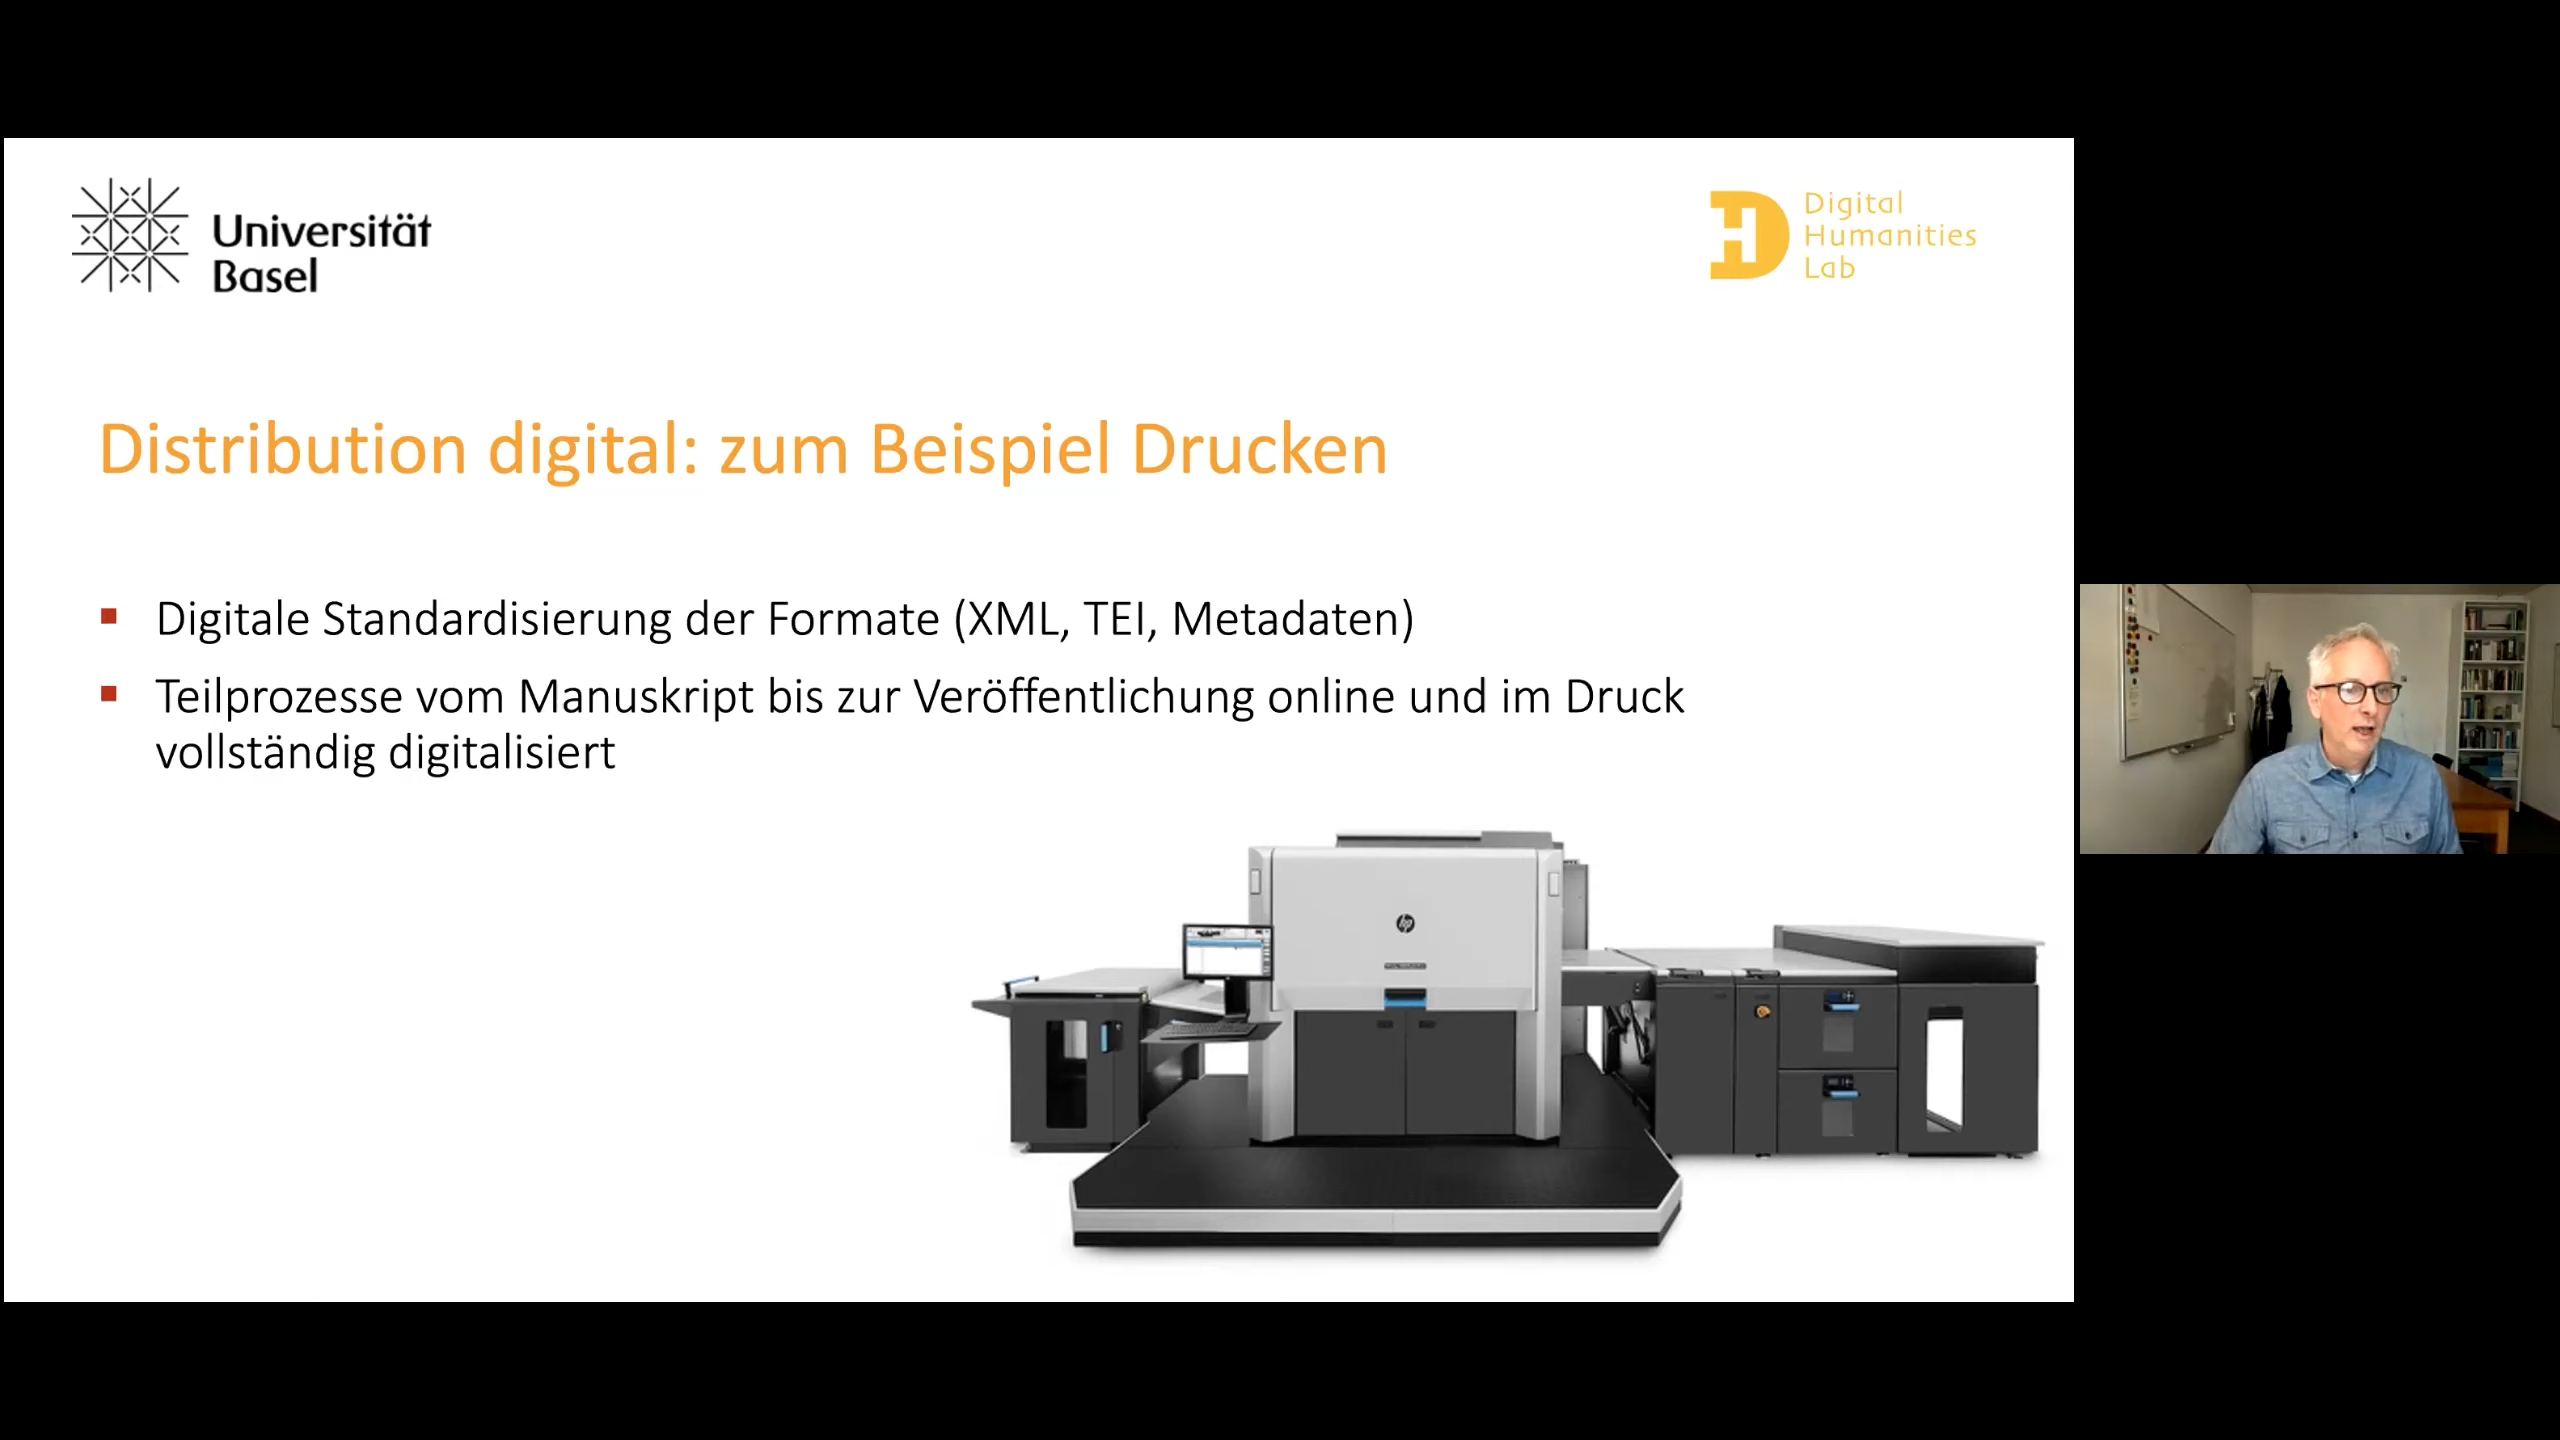 Universität
Basel
Digital
Humanities
Lab
Distribution digital: zum Beispiel Drucken
Digitale Standardisierung der Formate (XML, TEI, Metadaten)
Teilprozesse vom Manuskript bis zur Veröffentlichung online und im Druck
vollständig digitalisiert
hp